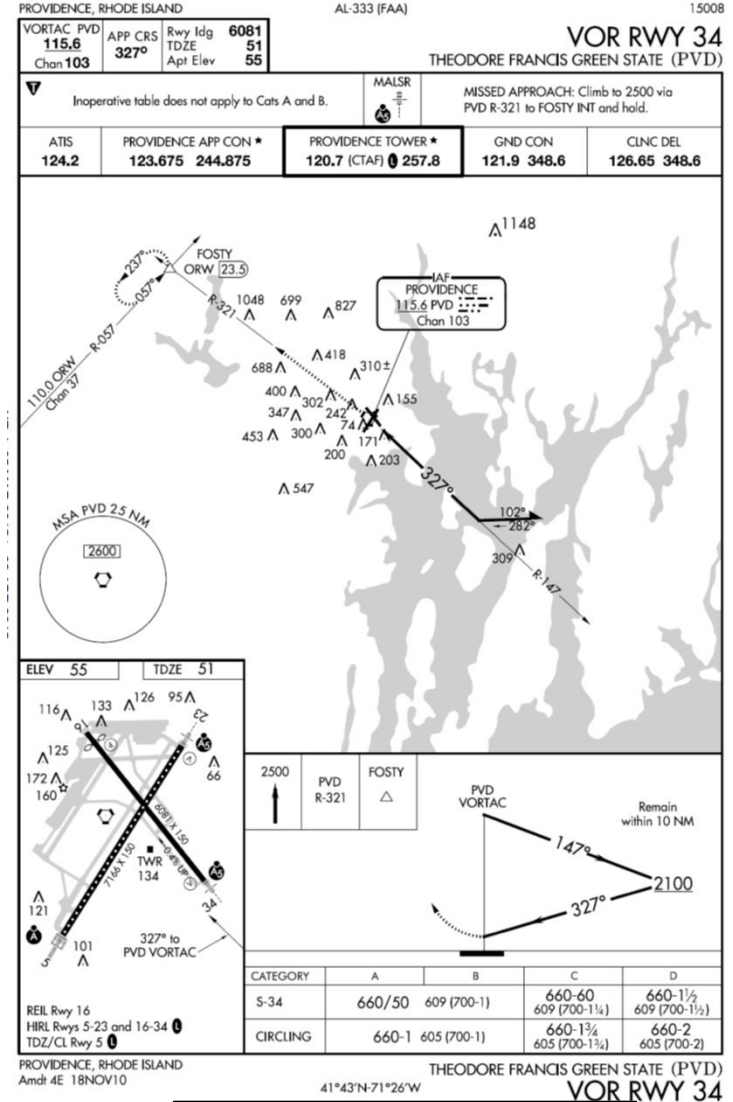 PROVIDENCE, RHODE ISLAND AL-333 (FAA) 15008
VORTAC PVD
115.6
Chan 103
APP CRS
327°
Rwy ldg 6081
TDZE 51
Apt Elev 55
VOR RWY 34
THEODORE FRANCIS GREEN STATE (PVD)
T
Inoperative table does not apply to Cats A and B.
MALSR
A5
MISSED APPROACH: Climb to 2500 via
PVD R-321 to FOSTY INT and hold.
ATIS
124.2
PROVIDENCE APP CON ★
123.675 244.875
PROVIDENCE TOWER ★
120.7 (CTAF) L 257.8
GND CON
121.9 348.6
CLNC DEL
126.65 348.6
1148
237°
057°
FOSTY
ORW 23.5
R-321
R-057
110.0 ORW
Chan 37
IAF
PROVIDENCE
115.6 PVD
Chan 103
1048
699
827
418
688
310±
400
302
242
155
347
74
453
300
171
200
203
547
327°
102°
282°
309
R-147
MSA PVD 25 NM
2600
ELEV 55
TDZE 51
116
133
126
95
16
23
A5
125
172
160
66
6081 X 150
7166 X 150
0.4% UP
TWR
134
A5
34
121
A
5
101
327° to
PVD VORTAC
REIL Rwy 16
HIRL Rwys 5-23 and 16-34 L
TDZ/CL Rwy 5 L
2500
PVD
R-321
FOSTY
PVD
VORTAC
Remain
within 10 NM
147°
2100
327°
CATEGORY A B C D
S-34 660/50 609 (700-1) 660-60 660-1½
609 (700-1¼) 609 (700-1½)
CIRCLING 660-1 605 (700-1) 660-1¾ 660-2
605 (700-1¾) 605 (700-2)
PROVIDENCE, RHODE ISLAND
Amdt 4E 18NOV10
41°43'N-71°26'W
THEODORE FRANCIS GREEN STATE (PVD)
VOR RWY 34